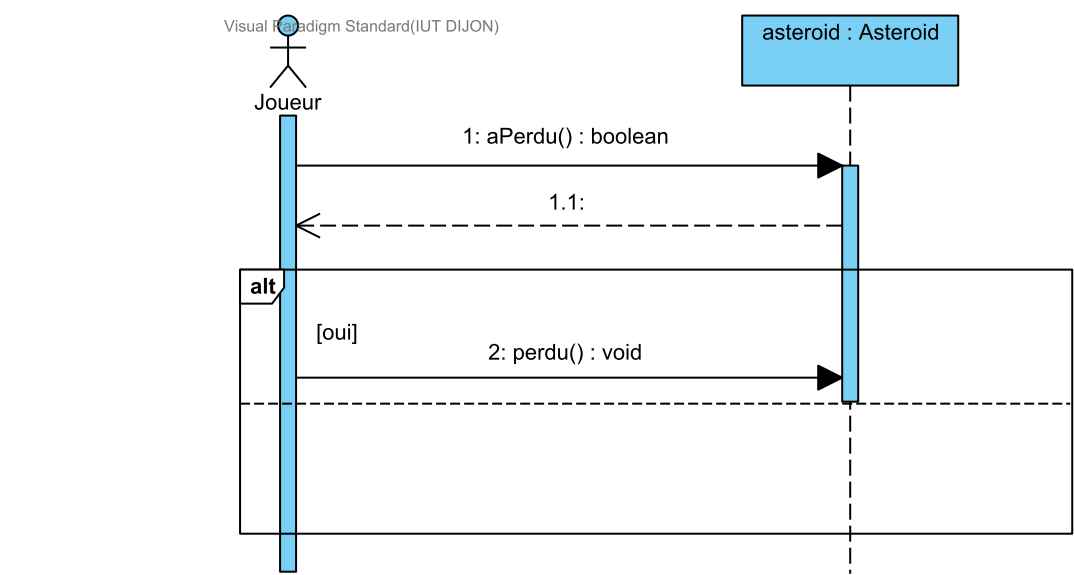 Visual Paradigm Standard(IUT DIJON)
asteroid : Asteroid
Joueur
1: aPerdu() : boolean
1.1:
alt
[oui]
2: perdu() : void